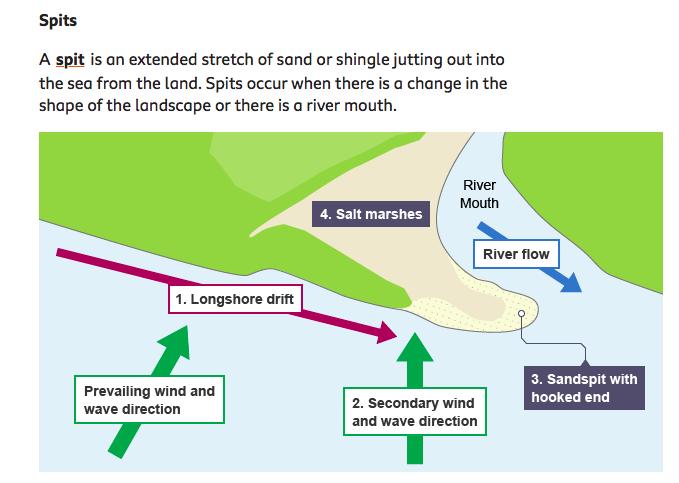 Spits
A spit is an extended stretch of sand or shingle jutting out into
the sea from the land. Spits occur when there is a change in the
shape of the landscape or there is a river mouth.
River
Mouth
4. Salt marshes
River flow
1. Longshore drift
3. Sandspit with
hooked end
Prevailing wind and
wave direction
2. Secondary wind
and wave direction